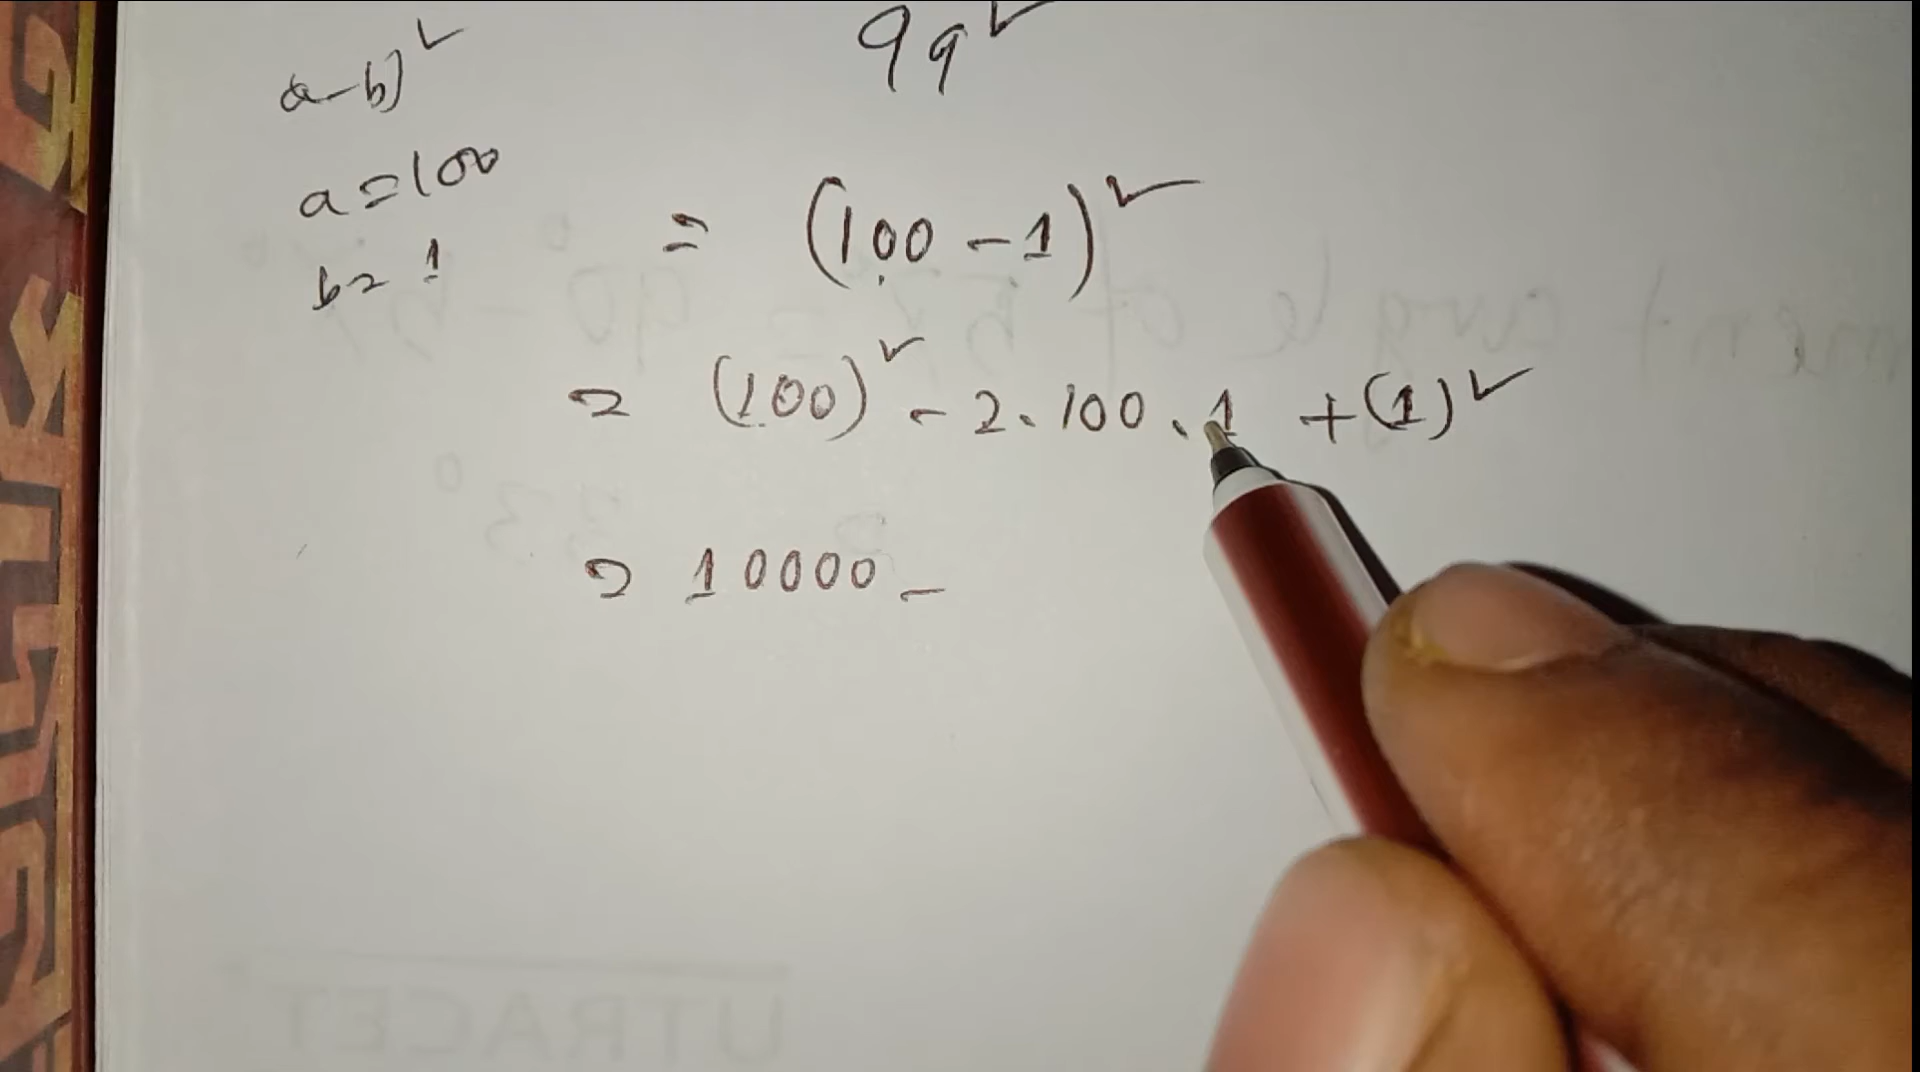 a-b)²
a=100
b= 1
99²
= (100-1)²
= (100)² - 2.100.1 + (1)²
= 10000 -